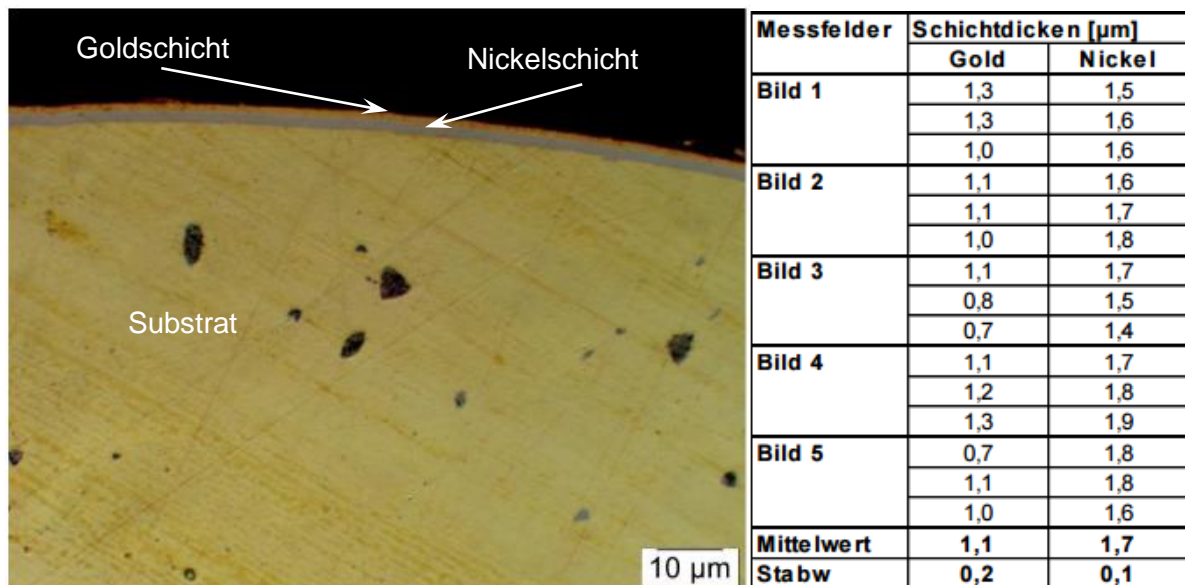 Goldschicht
Nickelschicht
Substrat
10 µm
Messfelder Schichtdicken [µm]
Gold Nickel
Bild 1 1,3 1,5
1,3 1,6
1,0 1,6
Bild 2 1,1 1,6
1,1 1,7
1,0 1,8
Bild 3 1,1 1,7
0,8 1,5
0,7 1,4
Bild 4 1,1 1,7
1,2 1,8
1,3 1,9
Bild 5 0,7 1,8
1,1 1,8
1,0 1,6
Mittelwert 1,1 1,7
Stabw 0,2 0,1